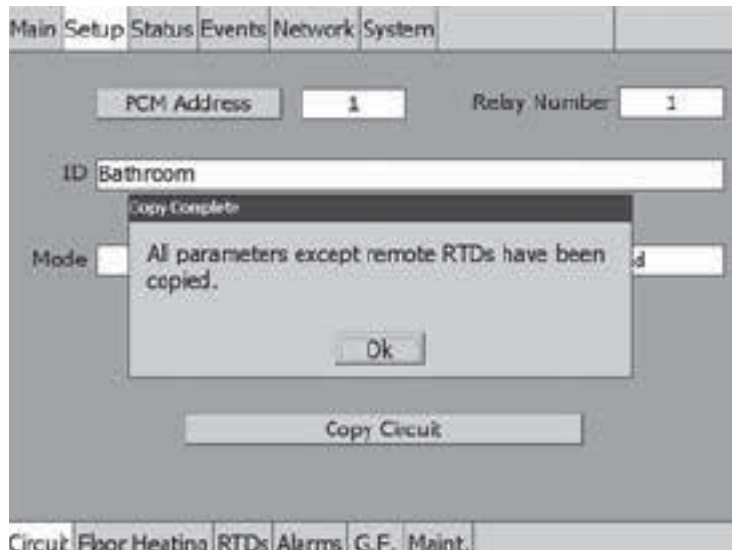 Main Setup Status Events Network System
PCM Address 1 Relay Number 1
ID Bathroom
Copy Complete
Mode
All parameters except remote RTDs have been
copied.
Ok
Copy Circuit
Circuit Floor Heating RTDs Alarms G.F. Maint.